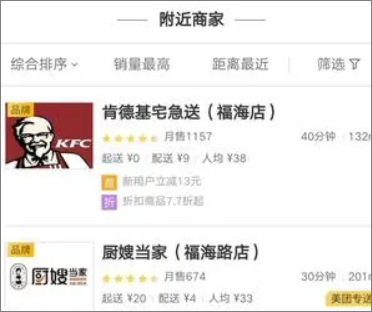 附近商家
综合排序 销量最高 距离最近 筛选
品牌
肯德基宅急送（福海店）
KFC
月售1157 40分钟 132m
起送 ¥0 配送 ¥9 人均 ¥38
新用户立减13元
折 折扣商品7.7折起
品牌
厨嫂当家（福海路店）
厨嫂当家
月售674 30分钟 201m
起送 ¥20 配送 ¥4 人均 ¥33
美团专送